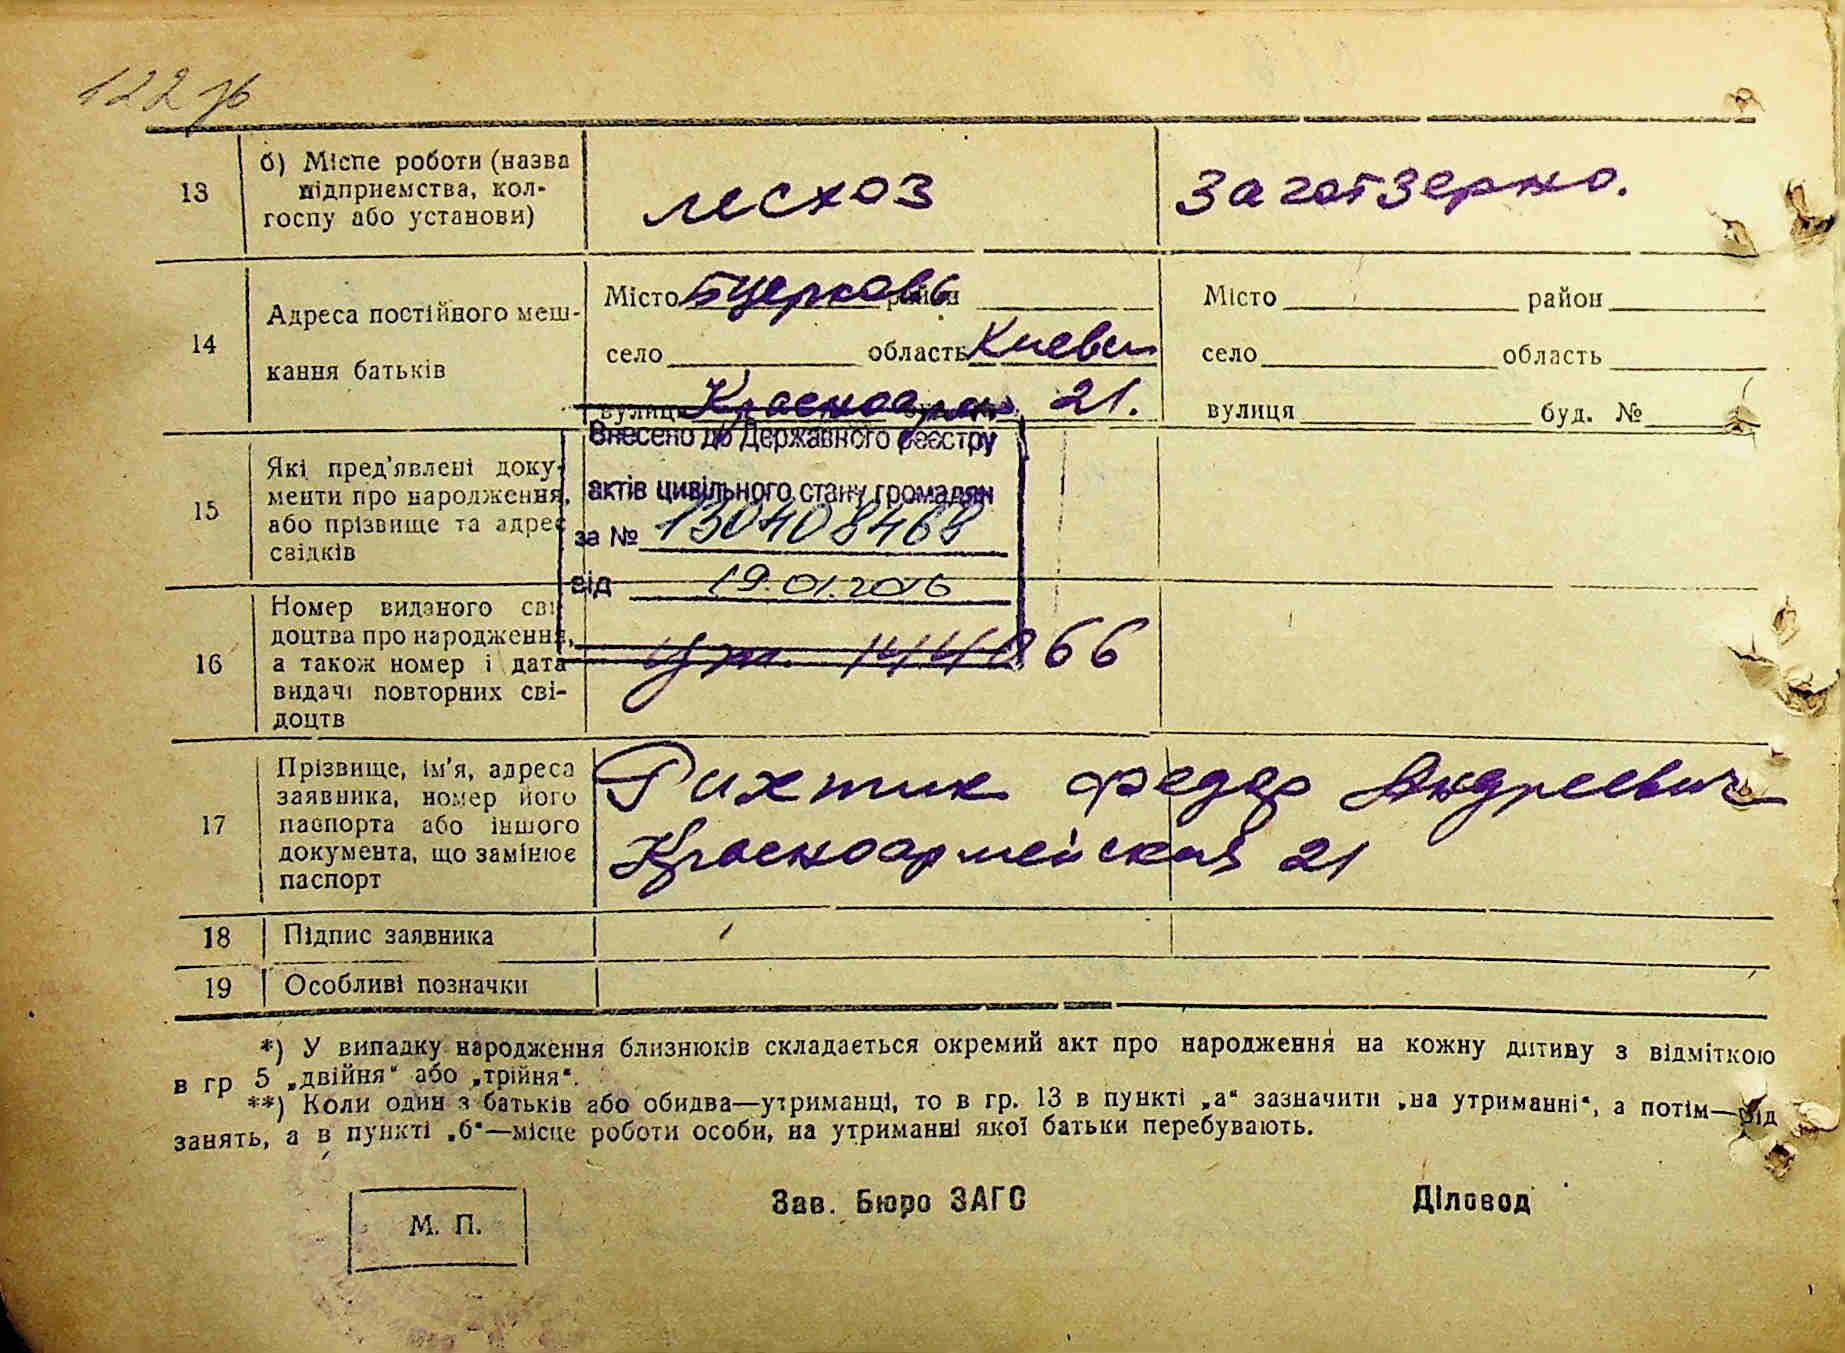 122 зв
13
б) Місце роботи (назва
підприємства, кол-
госпу або установи)
лесхоз
Заготзерно.
14
Адреса постійного меш-
кання батьків
Місто Бцерковь район
село область Киевск
вулиця Красноарм 21.
Місто район
село область
вулиця буд. №
15
Які пред'явлені доку-
менти про народження,
або прізвище та адрес
свідків
Внесено до Державного реєстру
актів цивільного стану громадян
за № 130408468
від 19.01.2016
16
Номер виданого сві-
доцтва про народження,
а також номер і дата
видачі повторних сві-
доцтв
066
17
Прізвище, ім'я, адреса
заявника, номер його
паспорта або іншого
документа, що замінює
паспорт
Рихтик Федор Андреевич
Красноармейская 21
18
Підпис заявника
19
Особливі позначки
*) У випадку народження близнюків складається окремий акт про народження на кожну дитину з відміткою
в гр 5 „двійня“ або „трійня“.
**) Коли один з батьків або обидва—утриманці, то в гр. 13 в пункті „а“ зазначити „на утриманні“, а потім—рід
занять, а в пункті „б“—місце роботи особи, на утриманні якої батьки перебувають.
М. П.
Зав. Бюро ЗАГС
Діловод